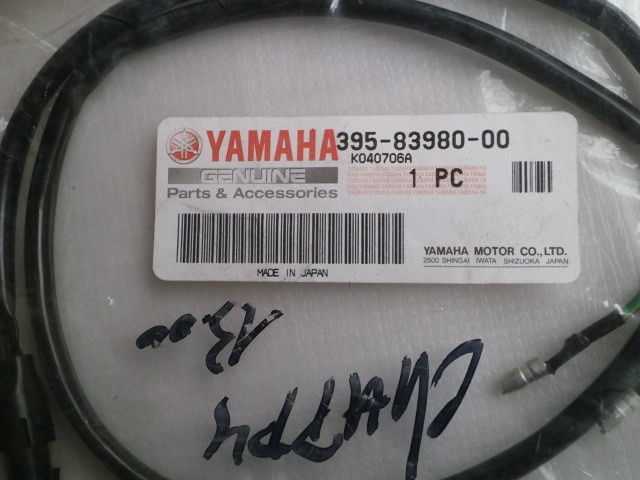 YAMAHA 395-83980-00
K040706A
GENUINE
1 PC
Parts & Accessories
YAMAHA MOTOR CO., LTD.
2500 SHINGAI IWATA SHIZUOKA JAPAN
MADE IN JAPAN